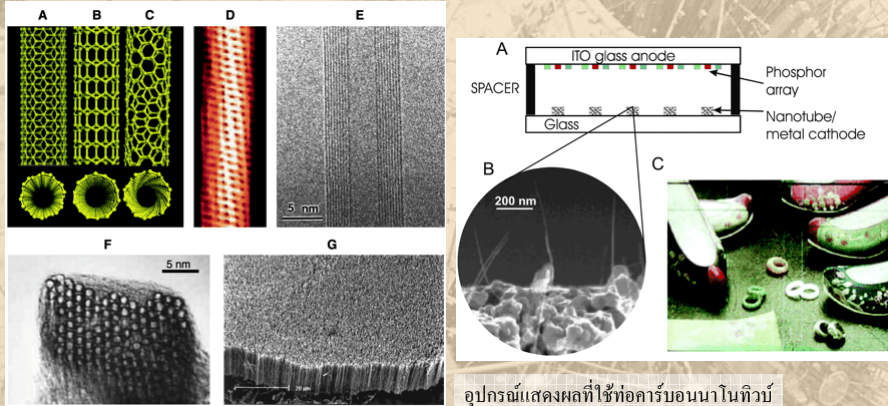 A B C D E
5 nm
F G
5 nm
20 μm
A
ITO glass anode
SPACER
Phosphor
array
Nanotube/
metal cathode
Glass
B
200 nm
C
อุปกรณ์แสดงผลที่ใช้ท่อคาร์บอนนาโนทิวบ์